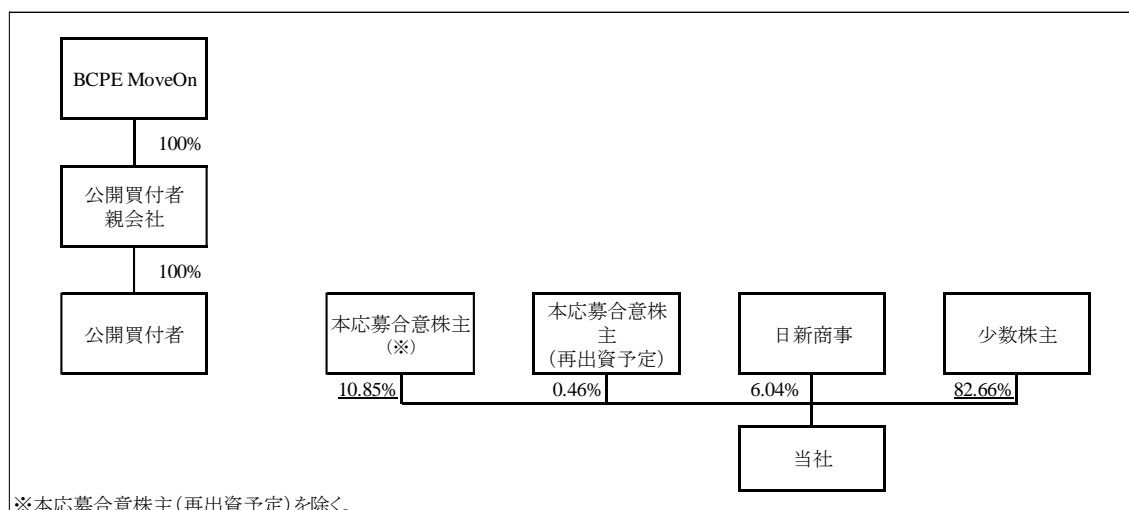 BCPE MoveOn
100%
公開買付者
親会社
100%
公開買付者
本応募合意株主
(※)
本応募合意株
主
(再出資予定)
日新商事
少数株主
10.85%
0.46%
6.04%
82.66%
当社
※本応募合意株主(再出資予定)を除く。